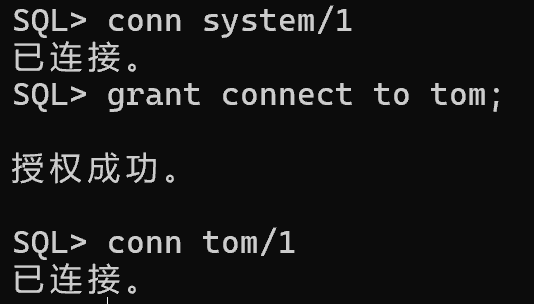 SQL> conn system/1
已连接。
SQL> grant connect to tom;
授权成功。
SQL> conn tom/1
已连接。